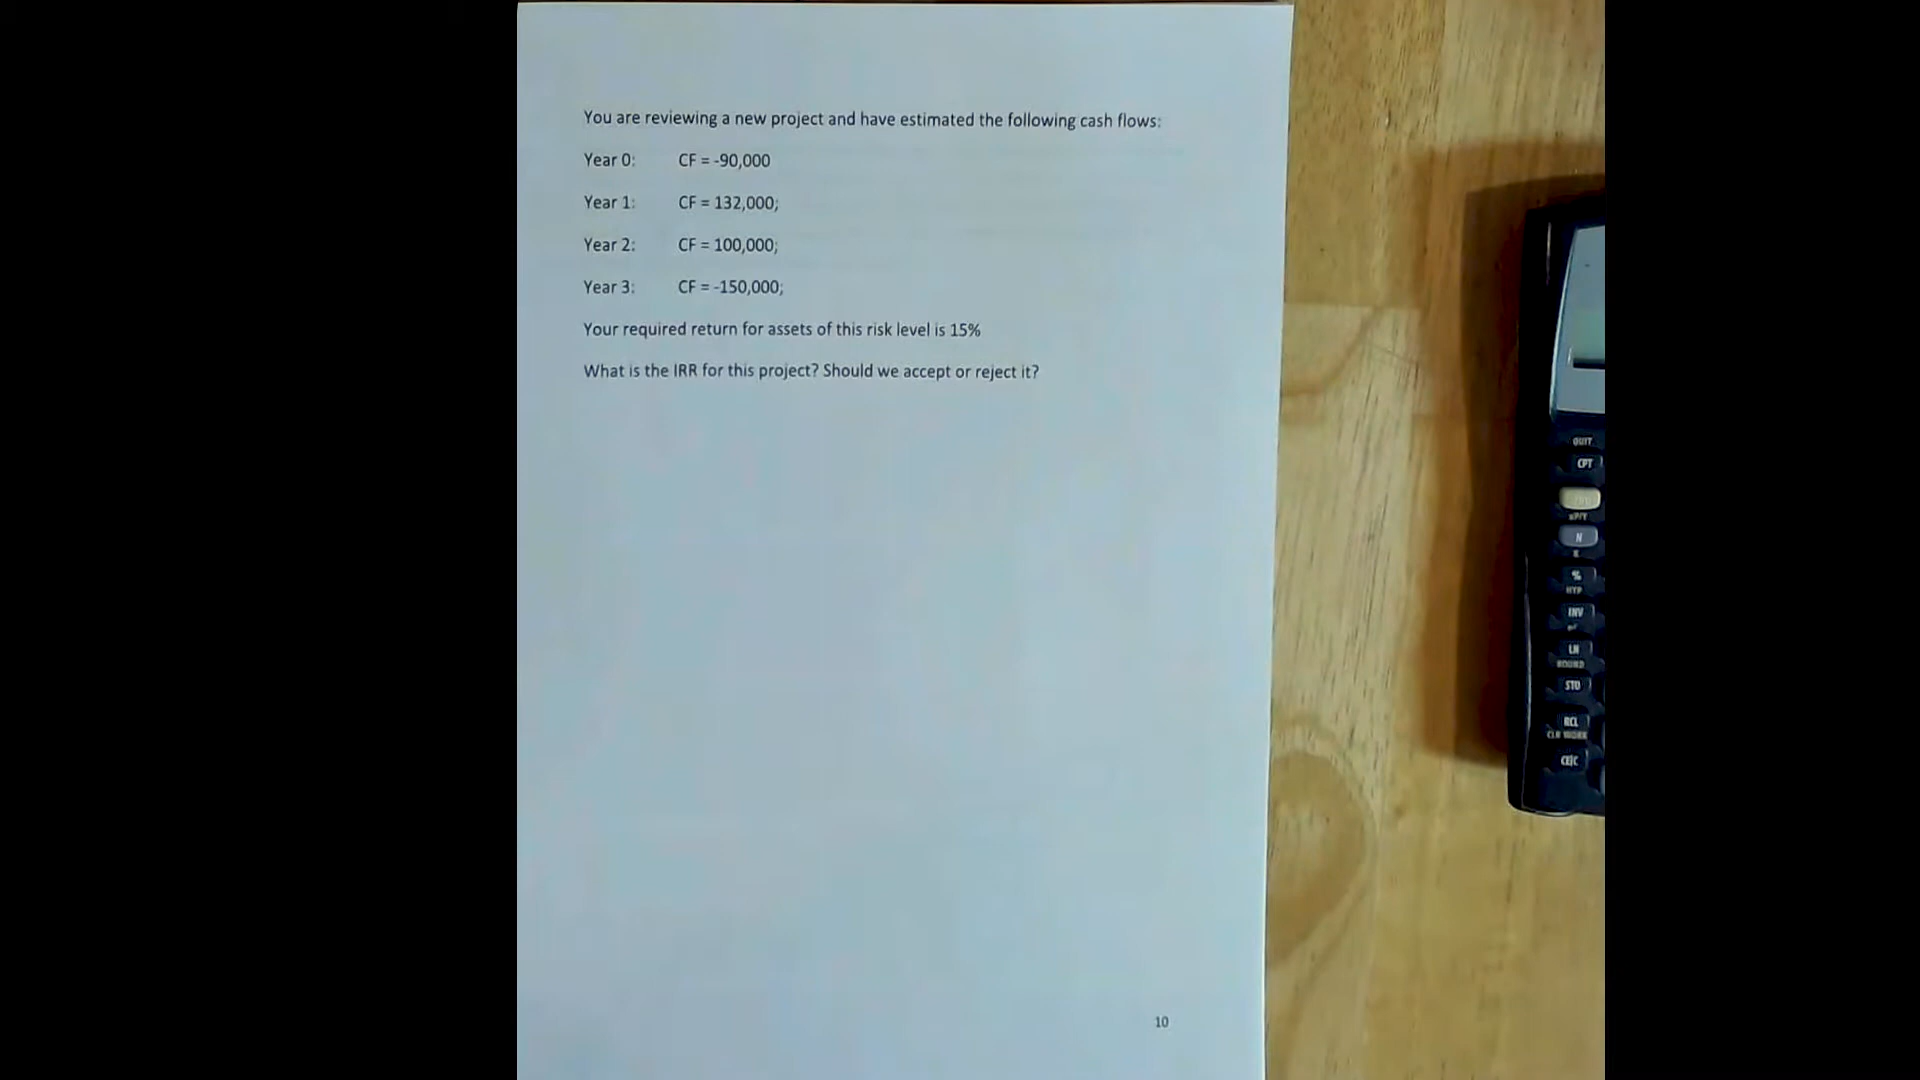 You are reviewing a new project and have estimated the following cash flows:
Year 0: CF = -90,000
Year 1: CF = 132,000;
Year 2: CF = 100,000;
Year 3: CF = -150,000;
Your required return for assets of this risk level is 15%
What is the IRR for this project? Should we accept or reject it?
10
QUIT
CPT
N
%
HYP
INV
LN
ROUND
STO
RCL
CLR WORK
CE|C